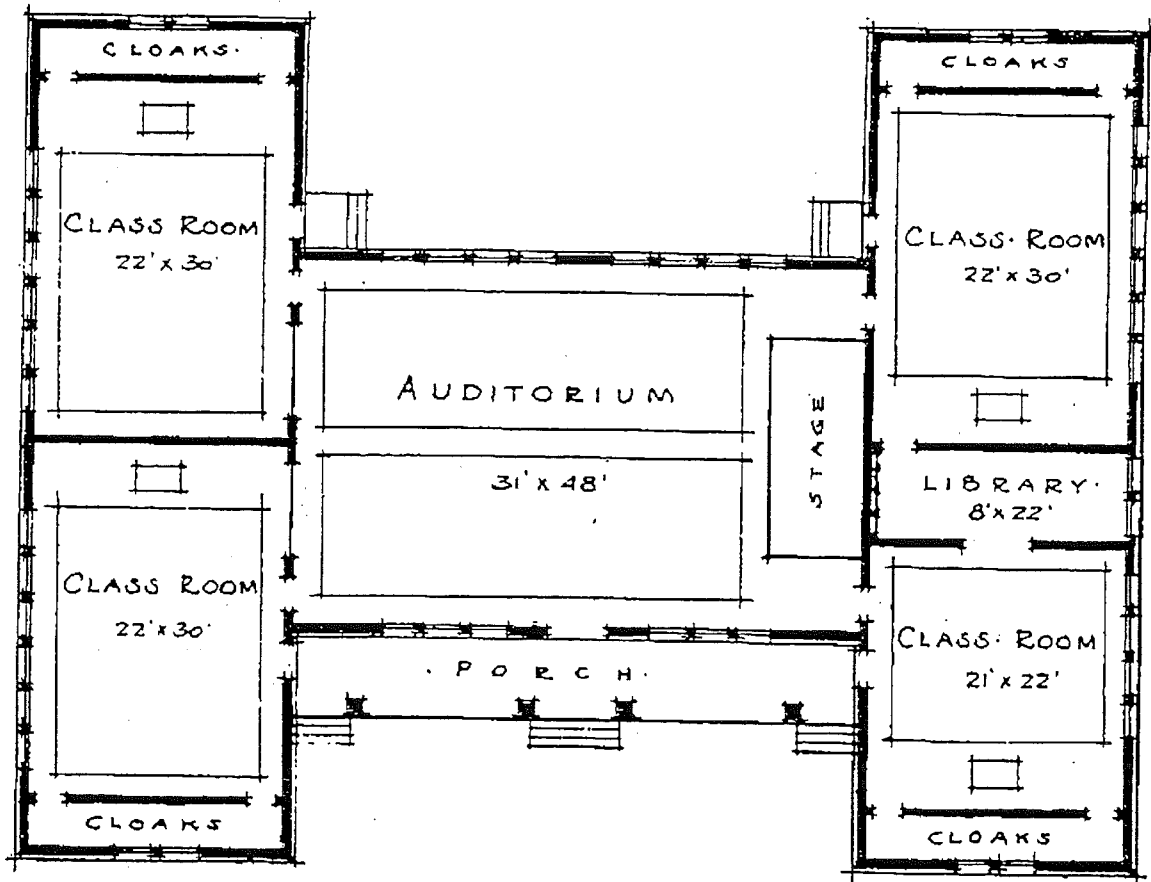 CLOAKS.
CLASS ROOM
22' x 30'
CLASS ROOM
22' x 30'
CLOAKS
AUDITORIUM
31' x 48'
STAGE
. PORCH.
CLOAKS
CLASS. ROOM
22' x 30'
LIBRARY.
8' x 22'
CLASS. ROOM
21' x 22'
CLOAKS